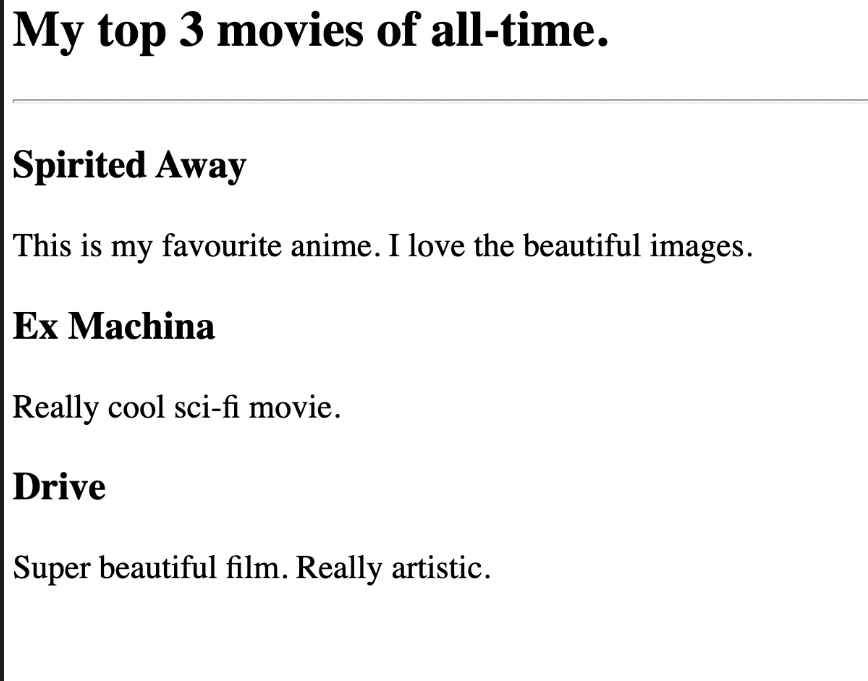 My top 3 movies of all-time.
Spirited Away
This is my favourite anime. I love the beautiful images.
Ex Machina
Really cool sci-fi movie.
Drive
Super beautiful film. Really artistic.